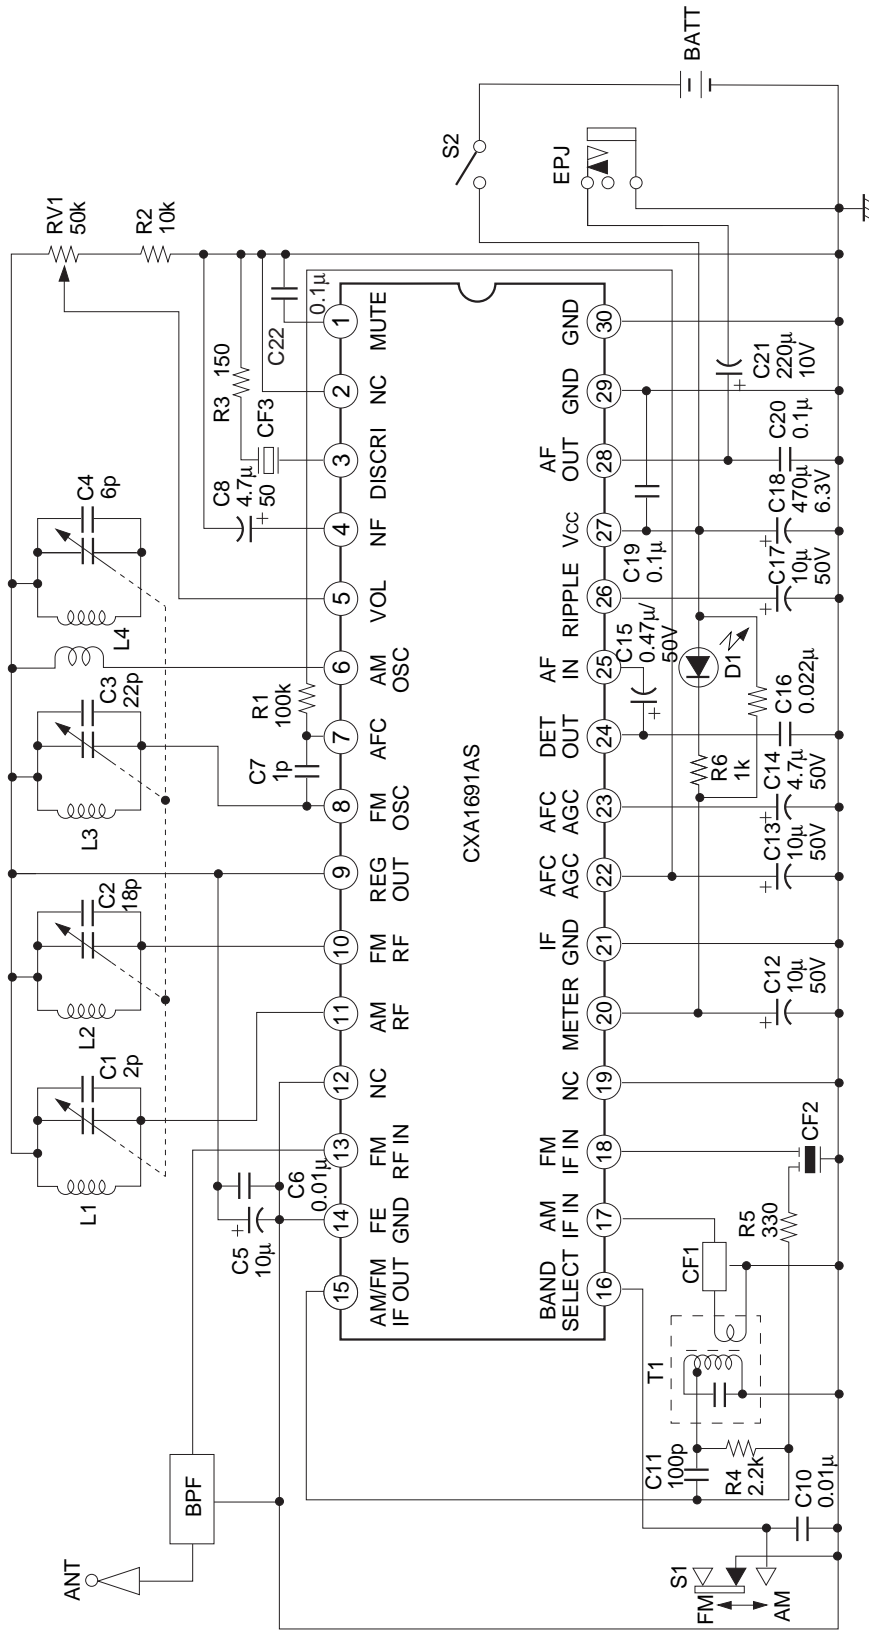 ANT
BPF
L1
C1
2p
L2
C2
18p
L3
C3
22p
L4
C4
6p
RV1
50k
R2
10k
C5
10µ
C6
0.01µ
C7
1p
R1
100k
C8
4.7µ
50
+
R3
150
CF3
C22
0.1µ
15
14
13
12
11
10
9
8
7
6
5
4
3
2
1
AM/FM
IF OUT
FE
GND
FM
RF IN
NC
AM
RF
FM
RF
REG
OUT
FM
OSC
AFC
AM
OSC
VOL
NF
DISCRI
NC
MUTE
CXA1691AS
BAND
SELECT
AM
IF IN
FM
IF IN
NC
METER
IF
GND
AFC
AGC
AFC
AGC
DET
OUT
AF
IN
RIPPLE
VCC
AF
OUT
GND
GND
16
17
18
19
20
21
22
23
24
25
26
27
28
29
30
S1
FM
AM
C10
0.01µ
C11
100p
R4
2.2k
T1
CF1
R5
330
CF2
C12
10µ
50V
C13
10µ
50V
C14
4.7µ
50V
R6
1k
C16
0.022µ
D1
C15
0.47µ/
50V
C17
10µ
50V
C18
470µ
6.3V
C19
0.1µ
C20
0.1µ
C21
220µ
10V
S2
EPJ
BATT